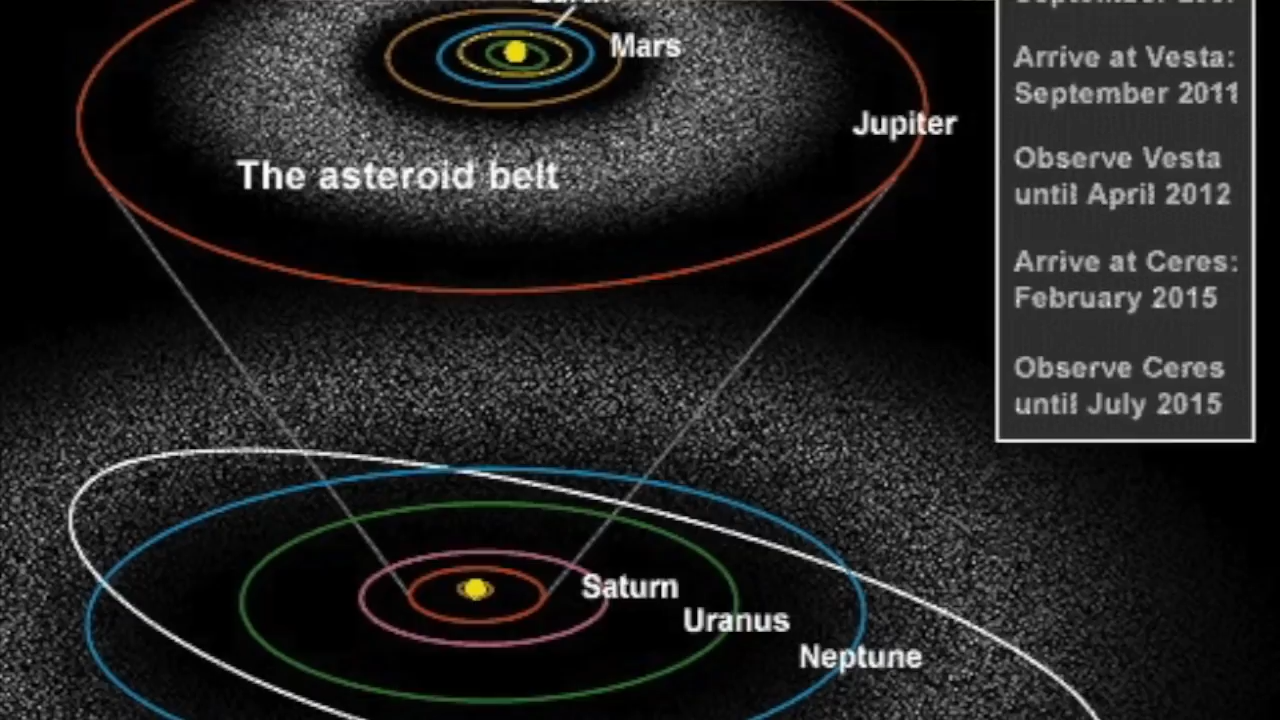 Mars
Jupiter
The asteroid belt
Saturn
Uranus
Neptune
Arrive at Vesta:
September 2011
Observe Vesta
until April 2012
Arrive at Ceres:
February 2015
Observe Ceres
until July 2015